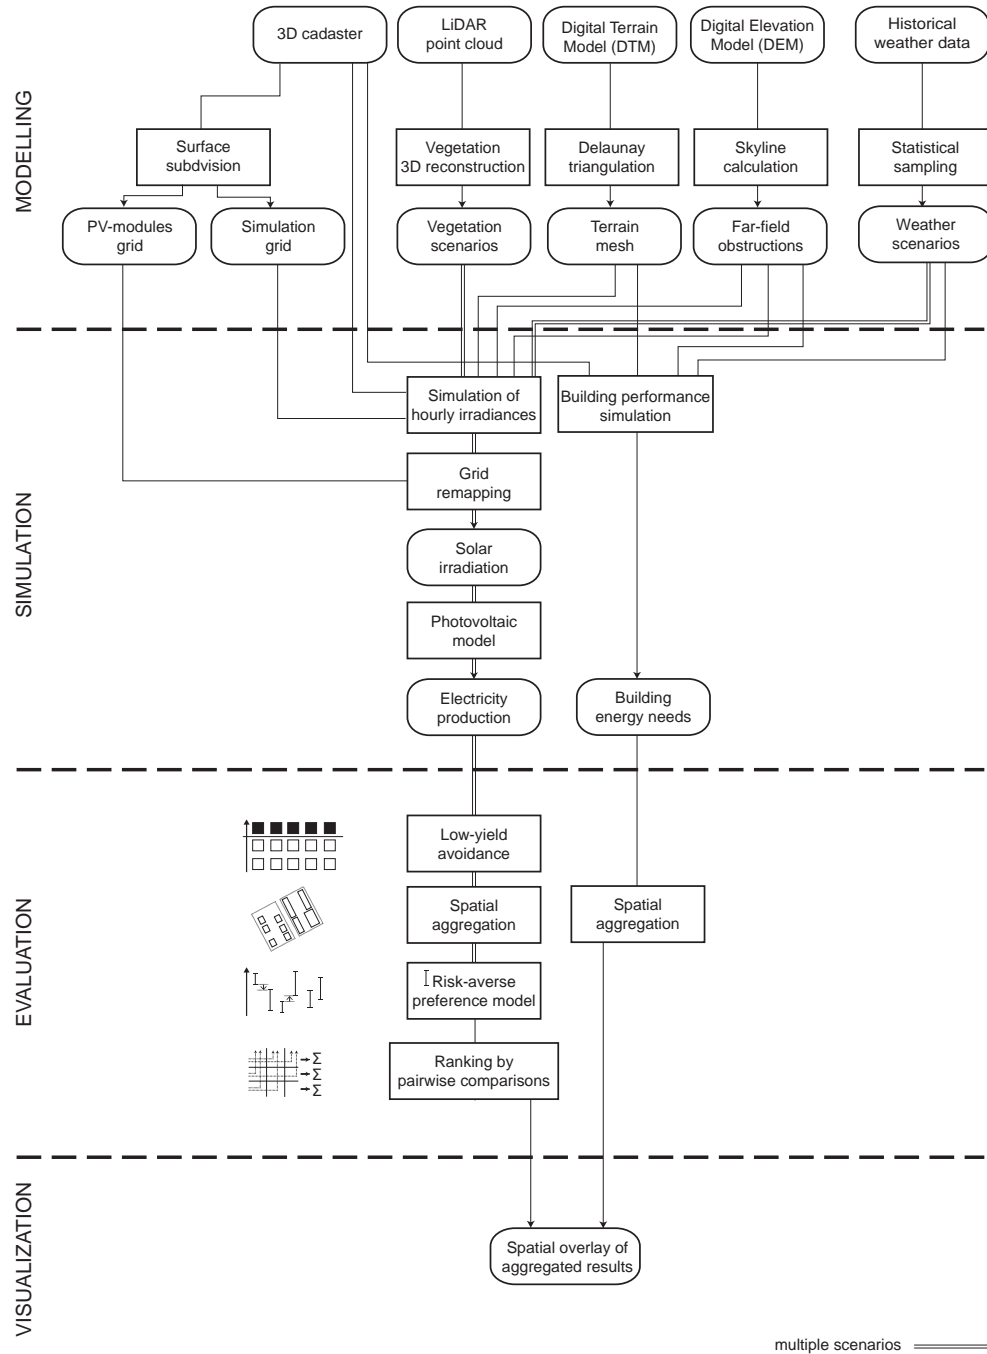 3D cadaster
LiDAR
point cloud
Digital Terrain
Model (DTM)
Digital Elevation
Model (DEM)
Historical
weather data
MODELLING
Surface
subdvision
Vegetation
3D reconstruction
Delaunay
triangulation
Skyline
calculation
Statistical
sampling
PV-modules
grid
Simulation
grid
Vegetation
scenarios
Terrain
mesh
Far-field
obstructions
Weather
scenarios
SIMULATION
Simulation of
hourly irradiances
Building performance
simulation
Grid
remapping
Solar
irradiation
Photovoltaic
model
Electricity
production
Building
energy needs
EVALUATION
Low-yield
avoidance
Spatial
aggregation
Spatial
aggregation
Risk-averse
preference model
Ranking by
pairwise comparisons
Σ
Σ
Σ
VISUALIZATION
Spatial overlay of
aggregated results
multiple scenarios